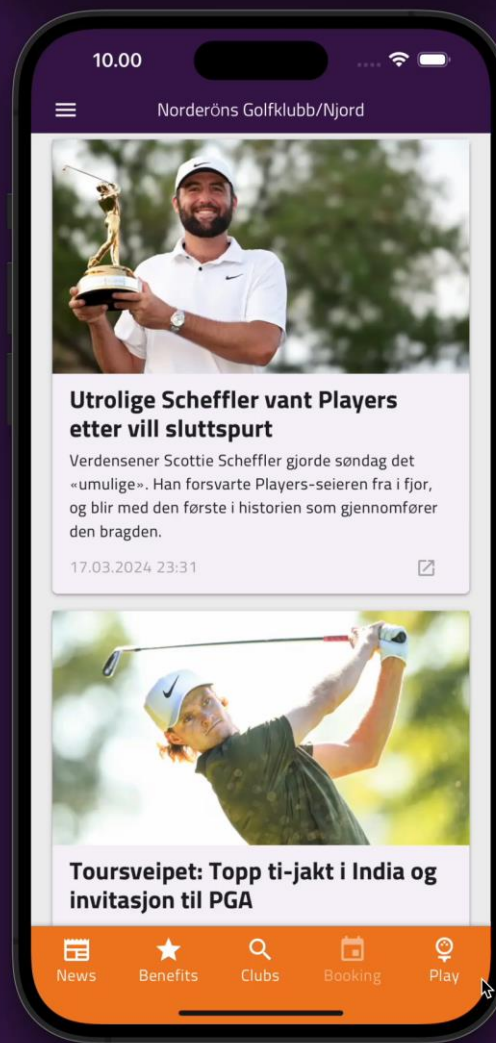 10.00
Norderöns Golfklubb/Njord
Utrolige Scheffler vant Players
etter vill sluttspurt
Verdensener Scottie Scheffler gjorde søndag det
«umulige». Han forsvarte Players-seieren fra i fjor,
og blir med den første i historien som gjennomfører
den bragden.
17.03.2024 23:31
Toursveipet: Topp ti-jakt i India og
invitasjon til PGA
News Benefits Clubs Booking Play